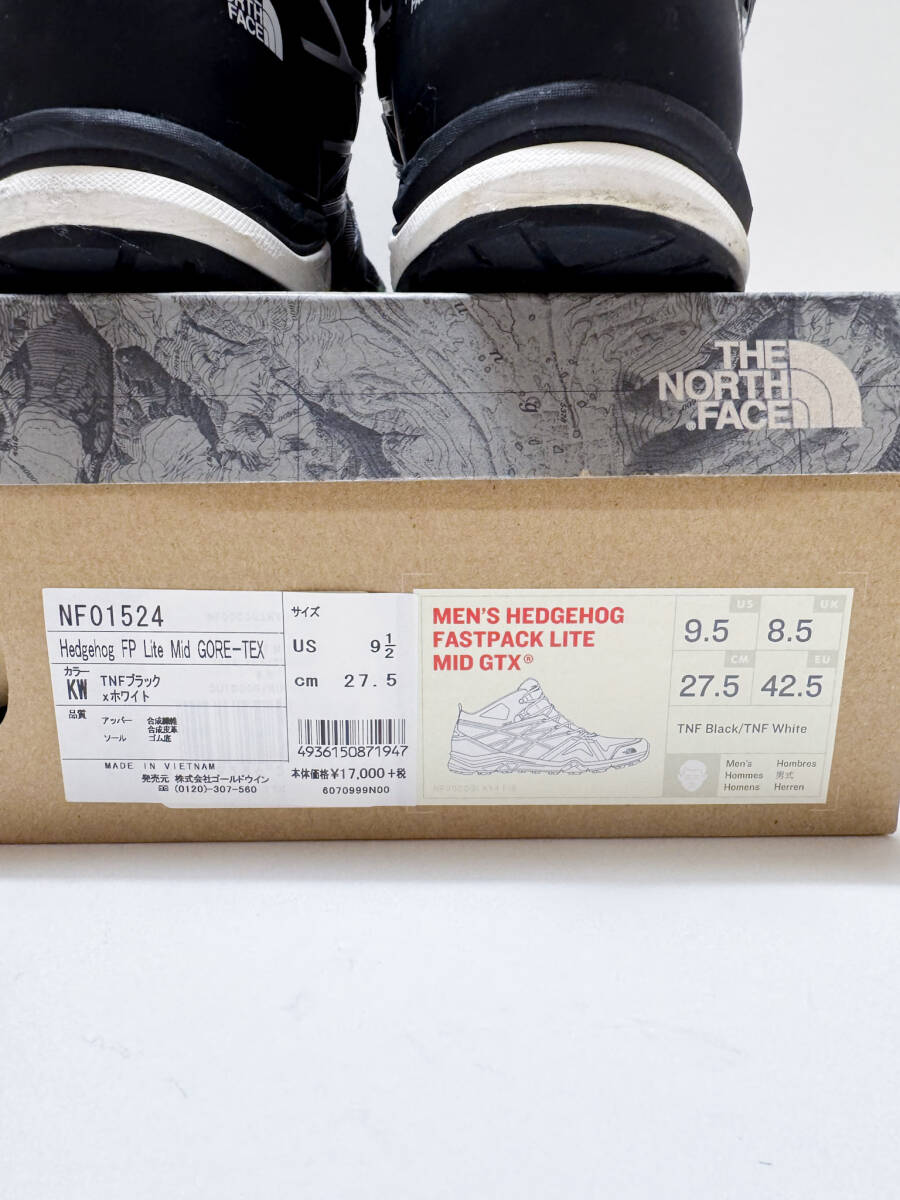 NORTH
FACE
THE
NORTH
FACE
THE
NORTH
FACE
NF01524
Hedgehog FP Lite Mid GORE-TEX
カラー
KW
TNFブラック
xホワイト
品質
アッパー 合成繊維
合成皮革
ソール ゴム底
MADE IN VIETNAM
発売元 株式会社ゴールドウイン
(0120)-307-560
サイズ
US 9 1/2
cm 27.5
4936150871947
本体価格¥17,000+税
6070999N00
MEN'S HEDGEHOG
FASTPACK LITE
MID GTX®
US
9.5
UK
8.5
CM
27.5
EU
42.5
TNF Black/TNF White
Men's Hombres
Hommes 男式
Homens Herren